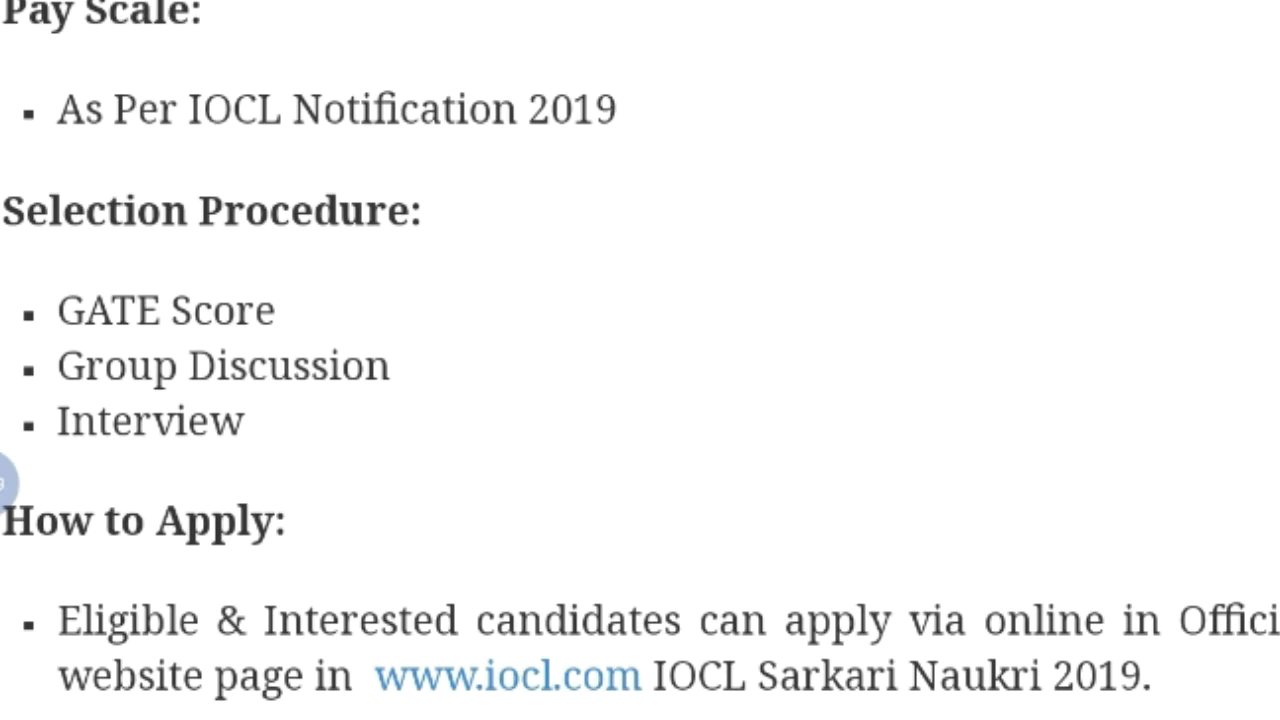 Pay Scale:
▪ As Per IOCL Notification 2019
Selection Procedure:
▪ GATE Score
▪ Group Discussion
▪ Interview
How to Apply:
▪ Eligible & Interested candidates can apply via online in Offici
website page in www.iocl.com IOCL Sarkari Naukri 2019.